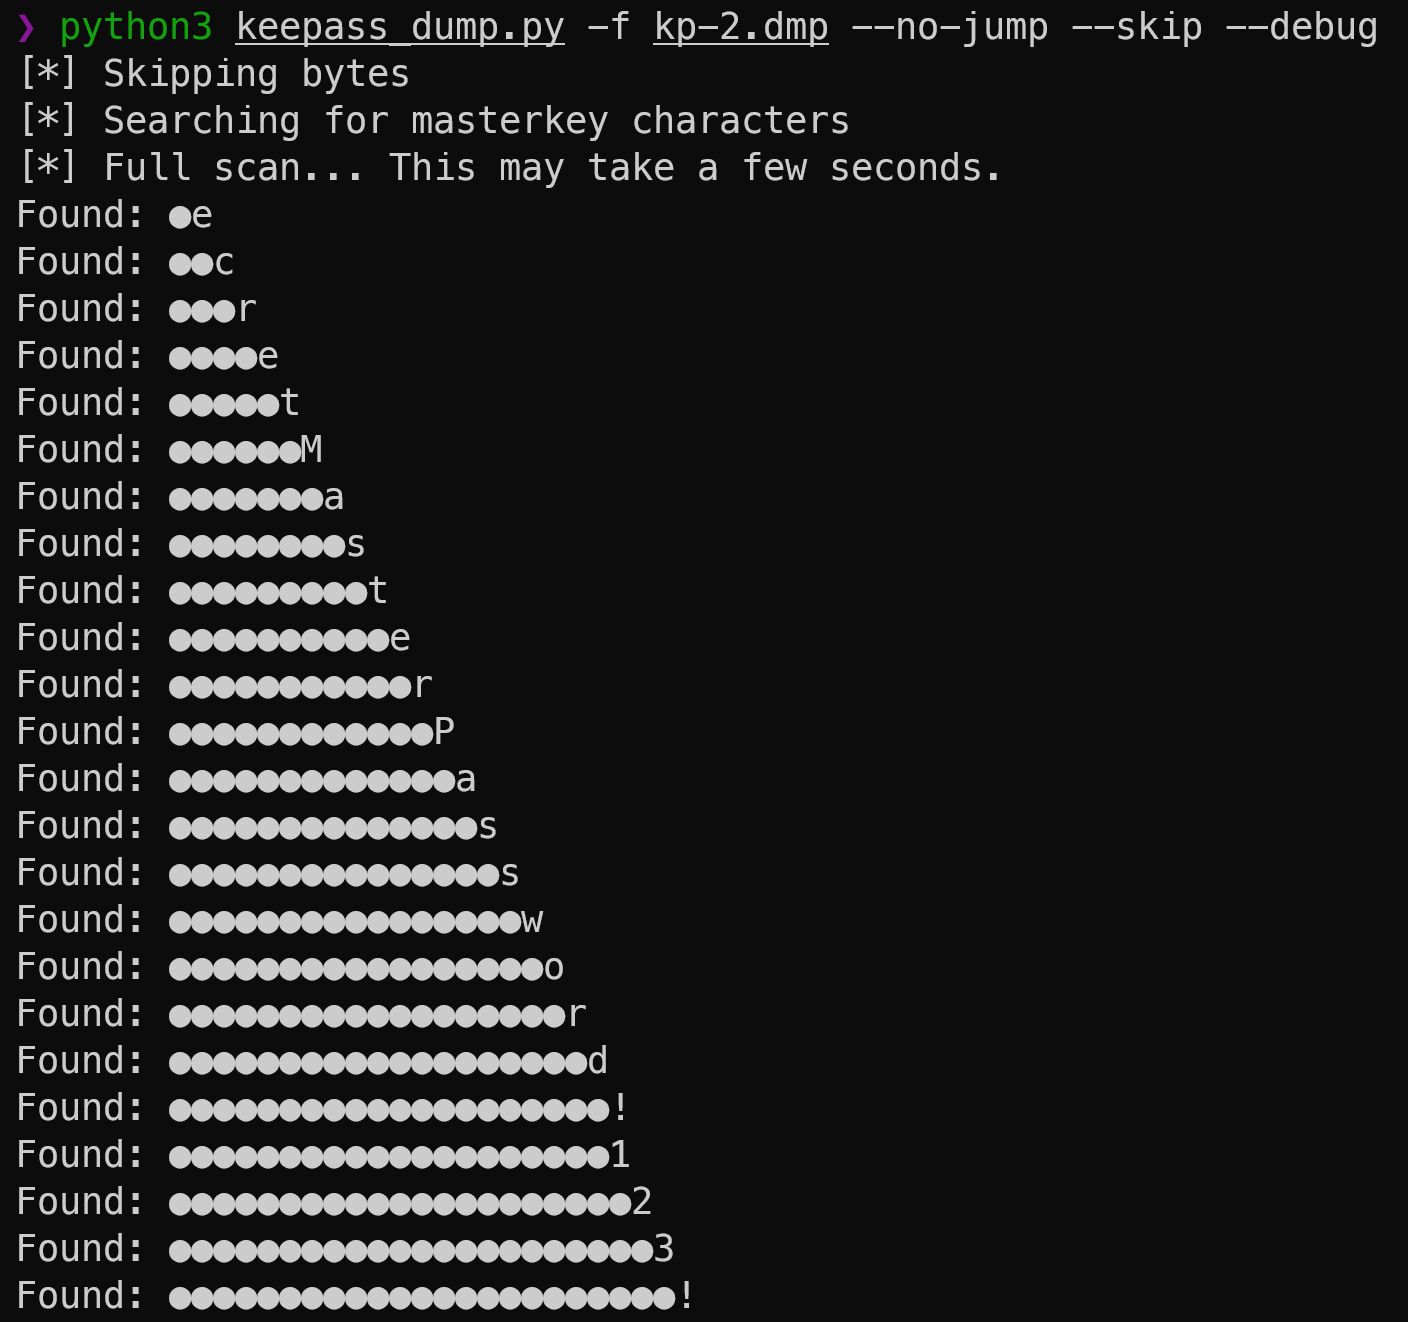 ❯ python3 keepass_dump.py -f kp-2.dmp --no-jump --skip --debug
[*] Skipping bytes
[*] Searching for masterkey characters
[*] Full scan... This may take a few seconds.
Found: ●e
Found: ●●c
Found: ●●●r
Found: ●●●●e
Found: ●●●●●t
Found: ●●●●●●M
Found: ●●●●●●●a
Found: ●●●●●●●●s
Found: ●●●●●●●●●t
Found: ●●●●●●●●●●e
Found: ●●●●●●●●●●●r
Found: ●●●●●●●●●●●●P
Found: ●●●●●●●●●●●●●a
Found: ●●●●●●●●●●●●●●s
Found: ●●●●●●●●●●●●●●●s
Found: ●●●●●●●●●●●●●●●●w
Found: ●●●●●●●●●●●●●●●●●o
Found: ●●●●●●●●●●●●●●●●●●r
Found: ●●●●●●●●●●●●●●●●●●●d
Found: ●●●●●●●●●●●●●●●●●●●●!
Found: ●●●●●●●●●●●●●●●●●●●●1
Found: ●●●●●●●●●●●●●●●●●●●●●2
Found: ●●●●●●●●●●●●●●●●●●●●●●3
Found: ●●●●●●●●●●●●●●●●●●●●●●●!